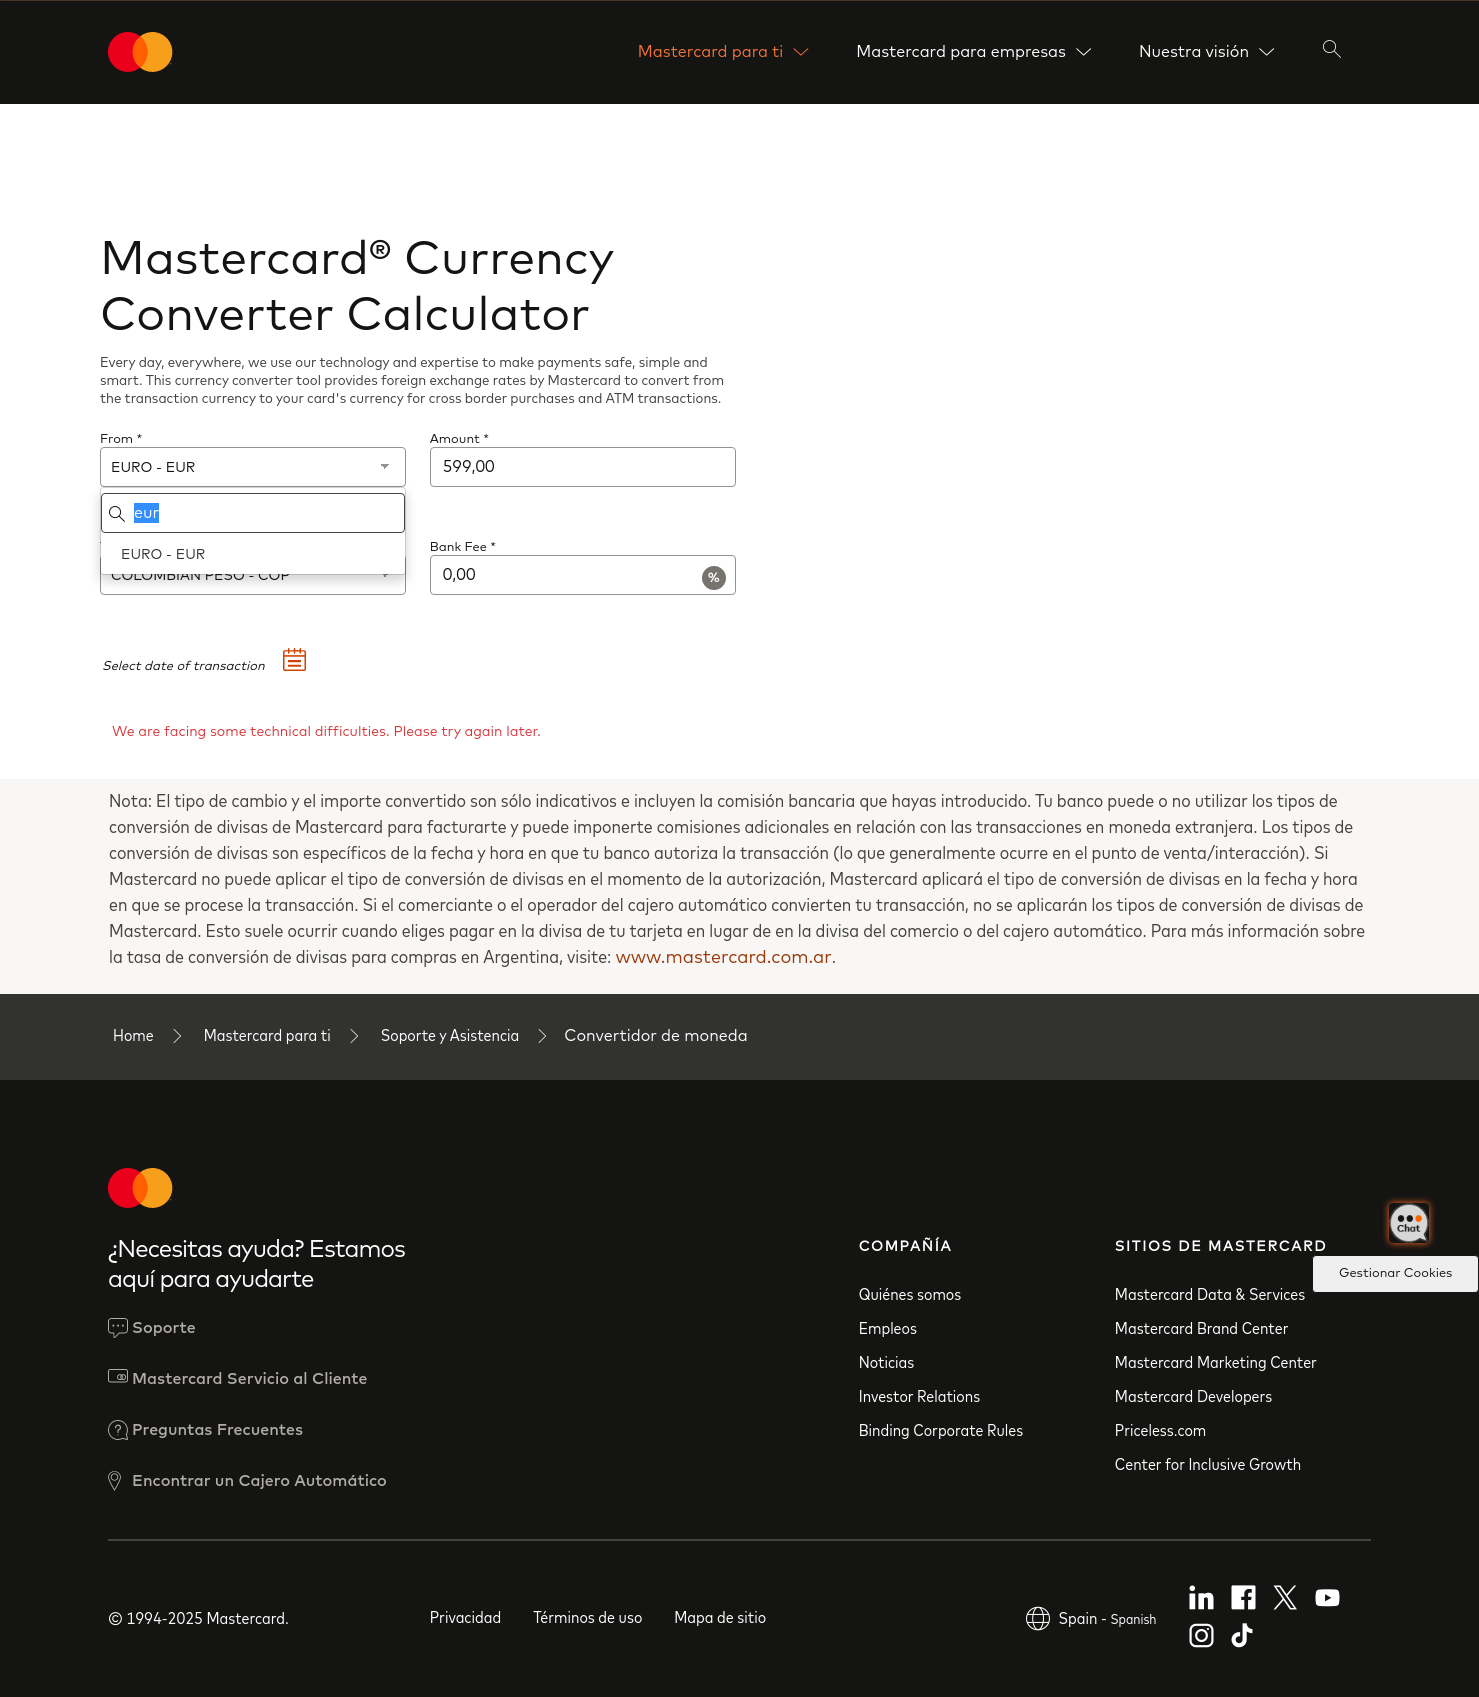 Mastercard para ti
Mastercard para empresas
Nuestra visión
Mastercard® Currency
Converter Calculator
Every day, everywhere, we use our technology and expertise to make payments safe, simple and
smart. This currency converter tool provides foreign exchange rates by Mastercard to convert from
the transaction currency to your card's currency for cross border purchases and ATM transactions.
From *
Amount *
EURO - EUR
599,00
eur
EURO - EUR
Bank Fee *
COLOMBIAN PESO - COP
0,00
%
Select date of transaction
We are facing some technical difficulties. Please try again later.
Nota: El tipo de cambio y el importe convertido son sólo indicativos e incluyen la comisión bancaria que hayas introducido. Tu banco puede o no utilizar los tipos de
conversión de divisas de Mastercard para facturarte y puede imponerte comisiones adicionales en relación con las transacciones en moneda extranjera. Los tipos de
conversión de divisas son específicos de la fecha y hora en que tu banco autoriza la transacción (lo que generalmente ocurre en el punto de venta/interacción). Si
Mastercard no puede aplicar el tipo de conversión de divisas en el momento de la autorización, Mastercard aplicará el tipo de conversión de divisas en la fecha y hora
en que se procese la transacción. Si el comerciante o el operador del cajero automático convierten tu transacción, no se aplicarán los tipos de conversión de divisas de
Mastercard. Esto suele ocurrir cuando eliges pagar en la divisa de tu tarjeta en lugar de en la divisa del comercio o del cajero automático. Para más información sobre
la tasa de conversión de divisas para compras en Argentina, visite: www.mastercard.com.ar.
Home
Mastercard para ti
Soporte y Asistencia
Convertidor de moneda
¿Necesitas ayuda? Estamos
aquí para ayudarte
Soporte
Mastercard Servicio al Cliente
Preguntas Frecuentes
Encontrar un Cajero Automático
COMPAÑÍA
Quiénes somos
Empleos
Noticias
Investor Relations
Binding Corporate Rules
SITIOS DE MASTERCARD
Mastercard Data & Services
Mastercard Brand Center
Mastercard Marketing Center
Mastercard Developers
Priceless.com
Center for Inclusive Growth
Chat
Gestionar Cookies
© 1994-2025 Mastercard.
Privacidad
Términos de uso
Mapa de sitio
Spain - Spanish